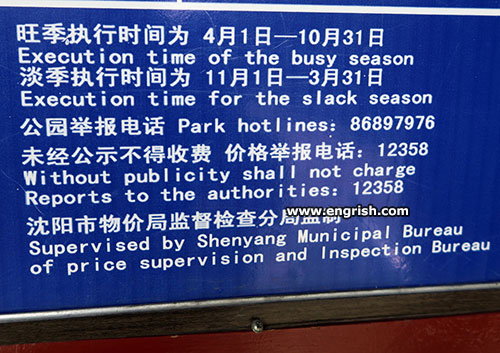 旺季执行时间为 4月1日—10月31日
Execution time of the busy season
淡季执行时间为 11月1日—3月31日
Execution time for the slack season
公园举报电话 Park hotlines: 86897976
未经公示不得收费 价格举报电话: 12358
Without publicity shall not charge
Reports to the authorities: 12358
沈阳市物价局监督检查分局监制
www.engrish.com
Supervised by Shenyang Municipal Bureau
of price supervision and Inspection Bureau